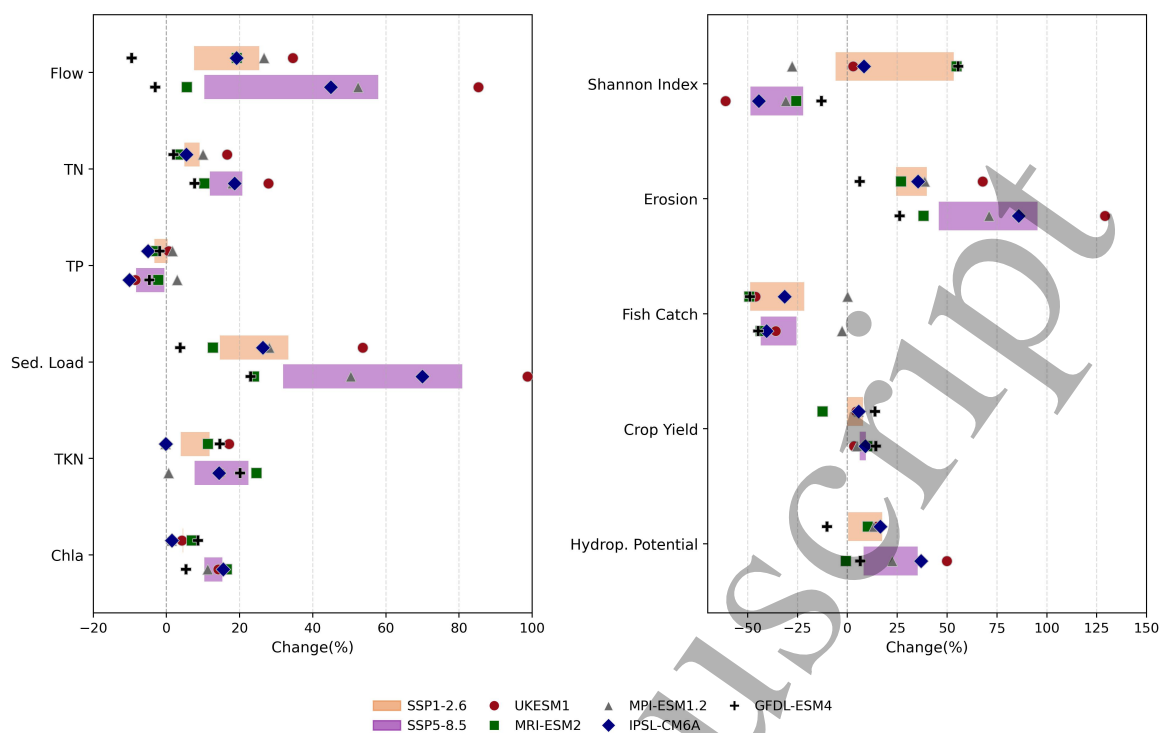 Flow
TN
TP
Sed. Load
TKN
Chla
−20 0 20 40 60 80 100
Change(%)
Shannon Index
Erosion
Fish Catch
Crop Yield
Hydrop. Potential
−50 −25 0 25 50 75 100 125 150
Change(%)
SSP1-2.6 UKESM1 MPI-ESM1.2 GFDL-ESM4
SSP5-8.5 MRI-ESM2 IPSL-CM6A
uscript